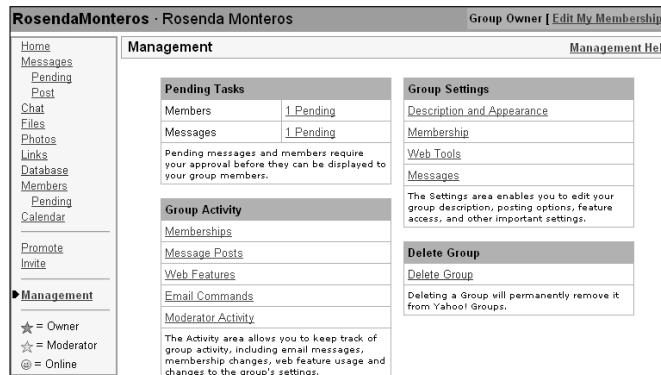 RosendaMonteros · Rosenda Monteros
Group Owner [ Edit My Membership
Home
Messages
Pending
Post
Chat
Files
Photos
Links
Database
Members
Pending
Calendar
Promote
Invite
Management
= Owner
= Moderator
= Online
Management
Management Hel
Pending Tasks
Members 1 Pending
Messages 1 Pending
Pending messages and members require
your approval before they can be displayed to
your group members.
Group Activity
Memberships
Message Posts
Web Features
Email Commands
Moderator Activity
The Activity area allows you to keep track of
group activity, including email messages,
membership changes, web feature usage and
changes to the group's settings.
Group Settings
Description and Appearance
Membership
Web Tools
Messages
The Settings area enables you to edit your
group description, posting options, feature
access, and other important settings.
Delete Group
Delete Group
Deleting a Group will permanently remove it
from Yahoo! Groups.